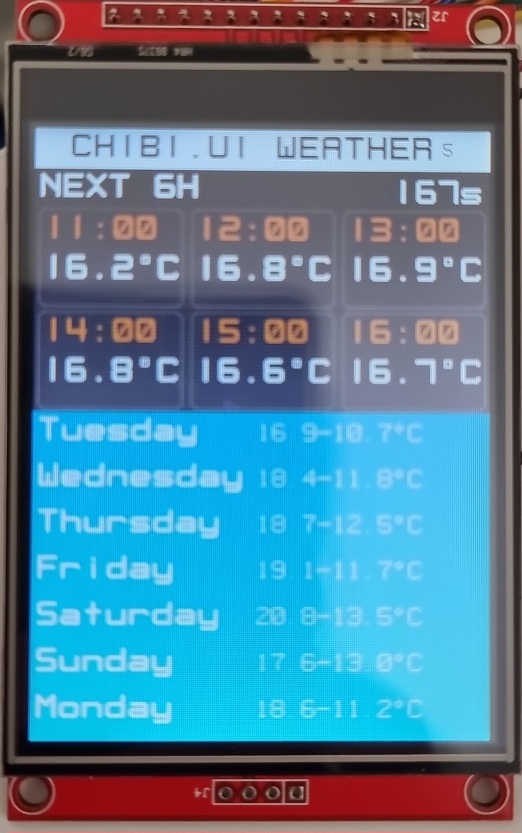 J2
CHIBI.UI WEATHER S
NEXT 6H 167s
11:00 12:00 13:00
16.2°C 16.8°C 16.9°C
14:00 15:00 16:00
16.8°C 16.6°C 16.7°C
Tuesday 16.9-10.7°C
Wednesday 18.4-11.8°C
Thursday 18.7-12.5°C
Friday 19.1-11.7°C
Saturday 20.8-13.5°C
Sunday 17.6-13.0°C
Monday 18.6-11.2°C
J4